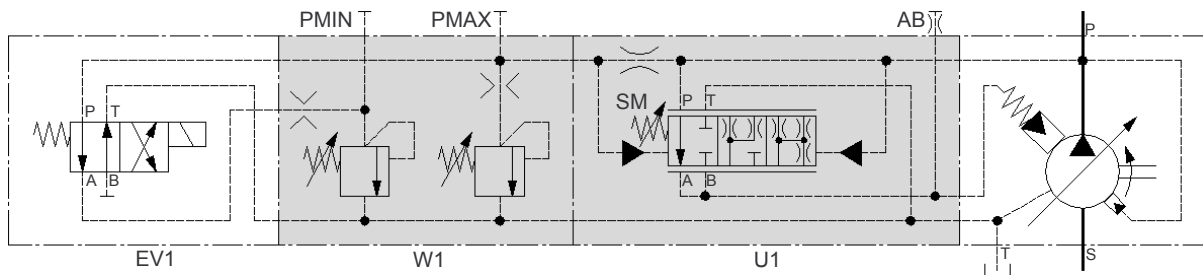 PMIN PMAX AB
P
P T P T
SM
A B A B
T S
EV1 W1 U1